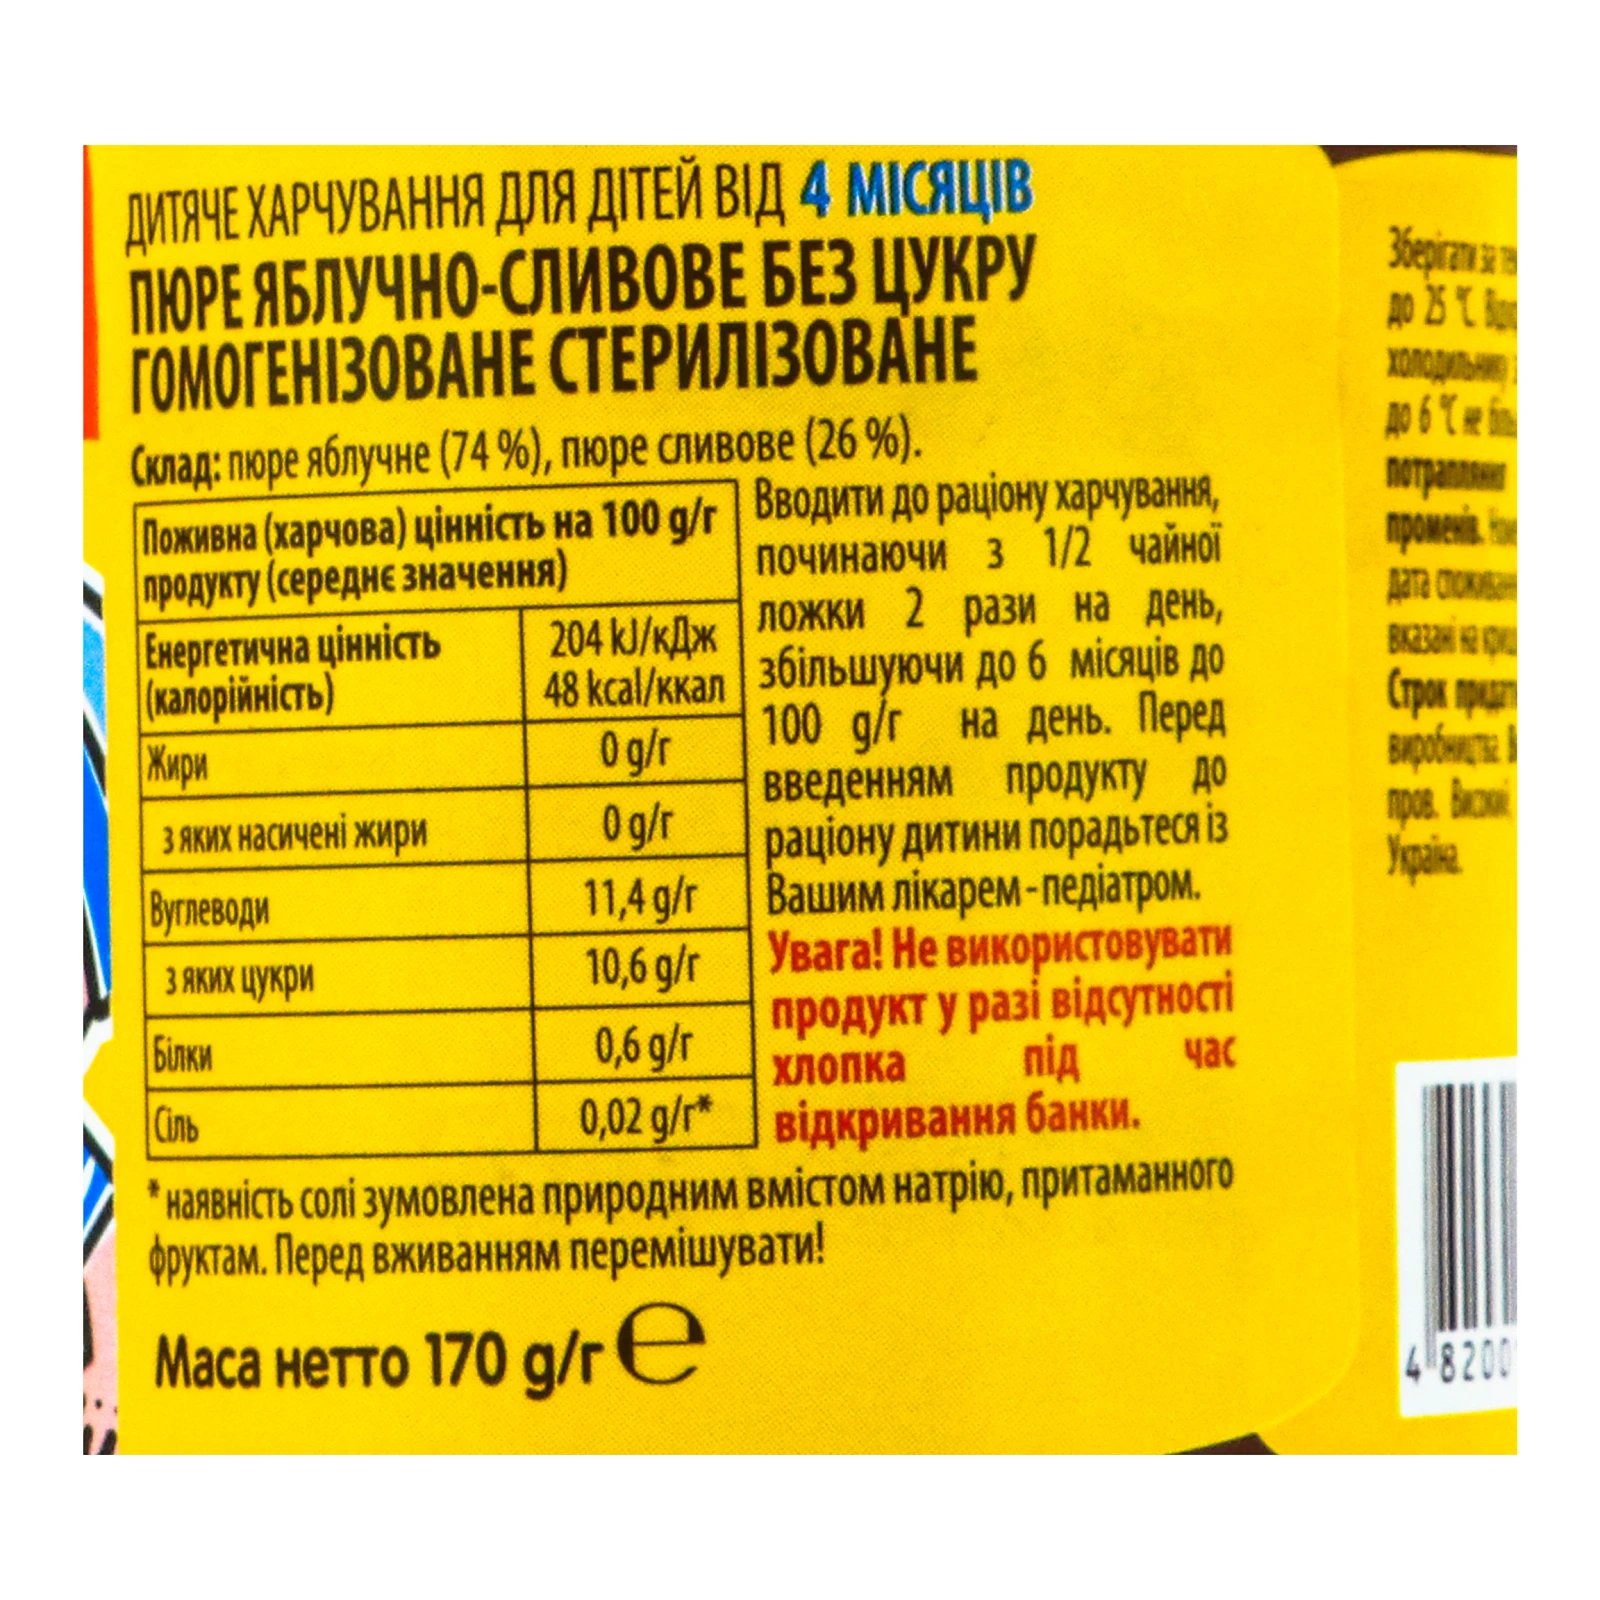 ДИТЯЧЕ ХАРЧУВАННЯ ДЛЯ ДІТЕЙ ВІД 4 МІСЯЦІВ
ПЮРЕ ЯБЛУЧНО-СЛИВОВЕ БЕЗ ЦУКРУ
ГОМОГЕНІЗОВАНЕ СТЕРИЛІЗОВАНЕ
Склад: пюре яблучне (74 %), пюре сливове (26 %).
Поживна (харчова) цінність на 100 g/г
продукту (середнє значення)
Енергетична цінність
(калорійність)
204 kJ/кДж
48 kcal/ккал
Жири 0 g/г
з яких насичені жири 0 g/г
Вуглеводи 11,4 g/г
з яких цукри 10,6 g/г
Білки 0,6 g/г
Сіль 0,02 g/г*
Вводити до раціону харчування,
починаючи з 1/2 чайної
ложки 2 рази на день,
збільшуючи до 6 місяців до
100 g/г на день. Перед
введенням продукту до
раціону дитини порадьтеся із
Вашим лікарем-педіатром.
Увага! Не використовувати
продукт у разі відсутності
хлопка під час
відкривання банки.
* наявність солі зумовлена природним вмістом натрію, притаманного
фруктам. Перед вживанням перемішувати!
Маса нетто 170 g/г e
Зберігати за
до 25 °C
до 6 °C не
променів.
дата
вказані на
Строк
пров.
Україна.
4 8200